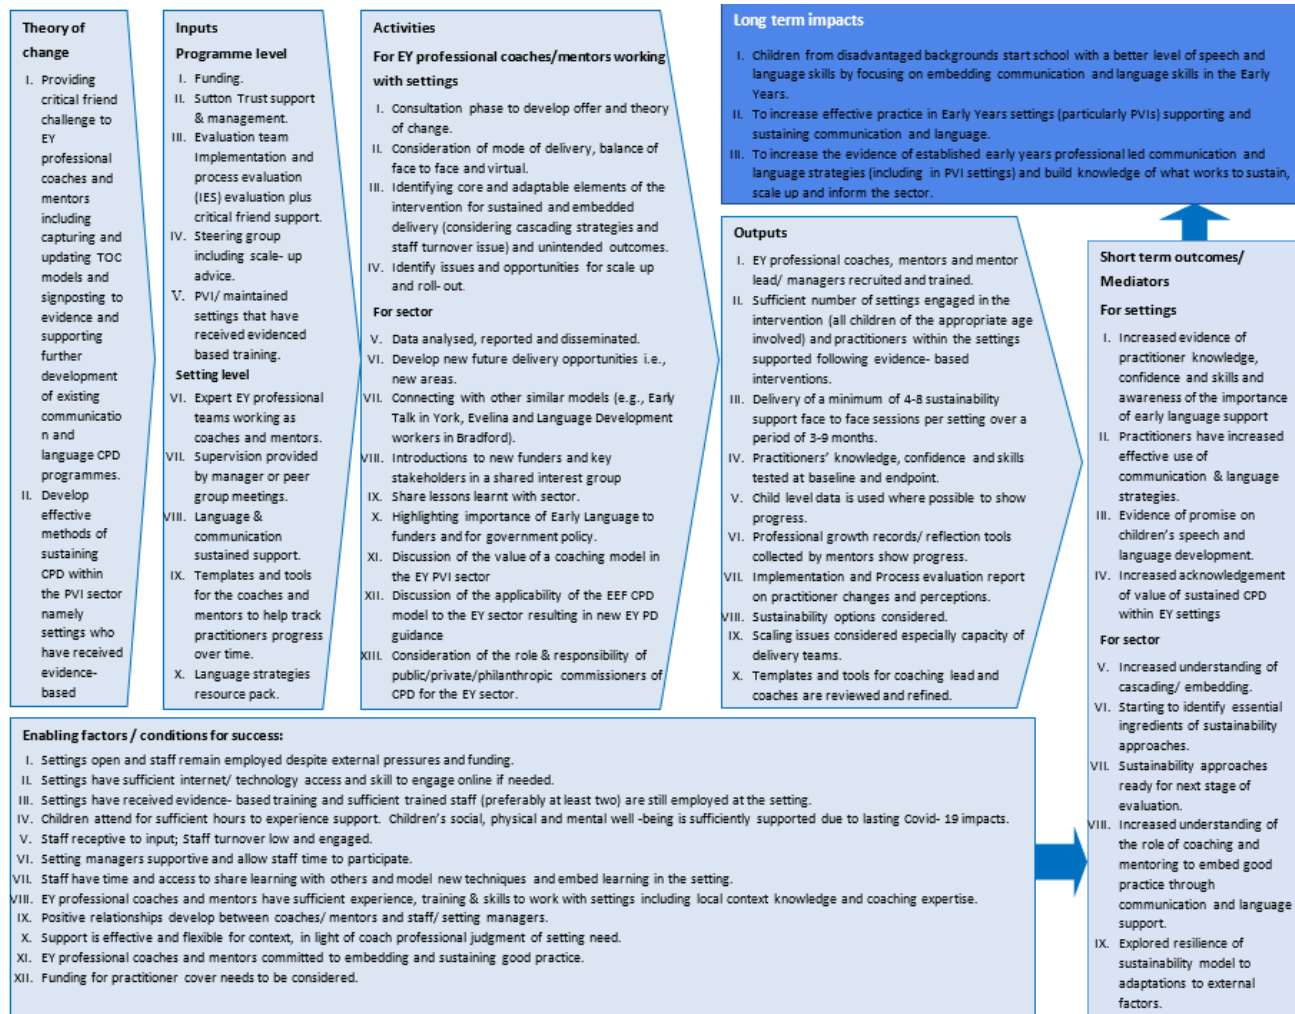 Theory of
change
I. Providing
critical friend
challenge to
EY
professional
coaches and
mentors
including
capturing and
updating TOC
models and
signposting to
evidence and
supporting
further
development
of existing
communicatio
n and
language CPD
programmes.
II. Develop
effective
methods of
sustaining
CPD within
the PVI sector
namely
settings who
have received
evidence-
based
Inputs
Programme level
I. Funding.
II. Sutton Trust support
& management.
III. Evaluation team
Implementation and
process evaluation
(IES) evaluation plus
critical friend support.
IV. Steering group
including scale- up
advice.
V. PVI/ maintained
settings that have
received evidenced
based training.
Setting level
VI. Expert EY professional
teams working as
coaches and mentors.
VII. Supervision provided
by manager or peer
group meetings.
VIII. Language &
communication
sustained support.
IX. Templates and tools
for the coaches and
mentors to help track
practitioners progress
over time.
X. Language strategies
resource pack.
Activities
For EY professional coaches/mentors working
with settings
I. Consultation phase to develop offer and theory
of change.
II. Consideration of mode of delivery, balance of
face to face and virtual.
III. Identifying core and adaptable elements of the
intervention for sustained and embedded
delivery (considering cascading strategies and
staff turnover issue) and unintended outcomes.
IV. Identify issues and opportunities for scale up
and roll- out.
For sector
V. Data analysed, reported and disseminated.
VI. Develop new future delivery opportunities i.e.,
new areas.
VII. Connecting with other similar models (e.g., Early
Talk in York, Evelina and Language Development
workers in Bradford).
VIII. Introductions to new funders and key
stakeholders in a shared interest group
IX. Share lessons learnt with sector.
X. Highlighting importance of Early Language to
funders and for government policy.
XI. Discussion of the value of a coaching model in
the EY PVI sector
XII. Discussion of the applicability of the EEF CPD
model to the EY sector resulting in new EY PD
guidance
XIII. Consideration of the role & responsibility of
public/private/philanthropic commissioners of
CPD for the EY sector.
Long term impacts
I. Children from disadvantaged backgrounds start school with a better level of speech and
language skills by focusing on embedding communication and language skills in the Early
Years.
II. To increase effective practice in Early Years settings (particularly PVIs) supporting and
sustaining communication and language.
III. To increase the evidence of established early years professional led communication and
language strategies (including in PVI settings) and build knowledge of what works to sustain,
scale up and inform the sector.
Outputs
I. EY professional coaches, mentors and mentor
lead/ managers recruited and trained.
II. Sufficient number of settings engaged in the
intervention (all children of the appropriate age
involved) and practitioners within the settings
supported following evidence- based
interventions.
III. Delivery of a minimum of 4-8 sustainability
support face to face sessions per setting over a
period of 3-9 months.
IV. Practitioners' knowledge, confidence and skills
tested at baseline and endpoint.
V. Child level data is used where possible to show
progress.
VI. Professional growth records/ reflection tools
collected by mentors show progress.
VII. Implementation and Process evaluation report
on practitioner changes and perceptions.
VIII. Sustainability options considered.
IX. Scaling issues considered especially capacity of
delivery teams.
X. Templates and tools for coaching lead and
coaches are reviewed and refined.
Short term outcomes/
Mediators
For settings
I. Increased evidence of
practitioner knowledge,
confidence and skills and
awareness of the importance
of early language support
II. Practitioners have increased
effective use of
communication & language
strategies.
III. Evidence of promise on
children's speech and
language development.
IV. Increased acknowledgement
of value of sustained CPD
within EY settings
For sector
V. Increased understanding of
cascading/ embedding.
VI. Starting to identify essential
ingredients of sustainability
approaches.
VII. Sustainability approaches
ready for next stage of
evaluation.
VIII. Increased understanding of
the role of coaching and
mentoring to embed good
practice through
communication and language
support.
IX. Explored resilience of
sustainability model to
adaptations to external
factors.
Enabling factors / conditions for success:
I. Settings open and staff remain employed despite external pressures and funding.
II. Settings have sufficient internet/ technology access and skill to engage online if needed.
III. Settings have received evidence- based training and sufficient trained staff (preferably at least two) are still employed at the setting.
IV. Children attend for sufficient hours to experience support. Children's social, physical and mental well -being is sufficiently supported due to lasting Covid- 19 impacts.
V. Staff receptive to input; Staff turnover low and engaged.
VI. Setting managers supportive and allow staff time to participate.
VII. Staff have time and access to share learning with others and model new techniques and embed learning in the setting.
VIII. EY professional coaches and mentors have sufficient experience, training & skills to work with settings including local context knowledge and coaching expertise.
IX. Positive relationships develop between coaches/ mentors and staff/ setting managers.
X. Support is effective and flexible for context, in light of coach professional judgment of setting need.
XI. EY professional coaches and mentors committed to embedding and sustaining good practice.
XII. Funding for practitioner cover needs to be considered.